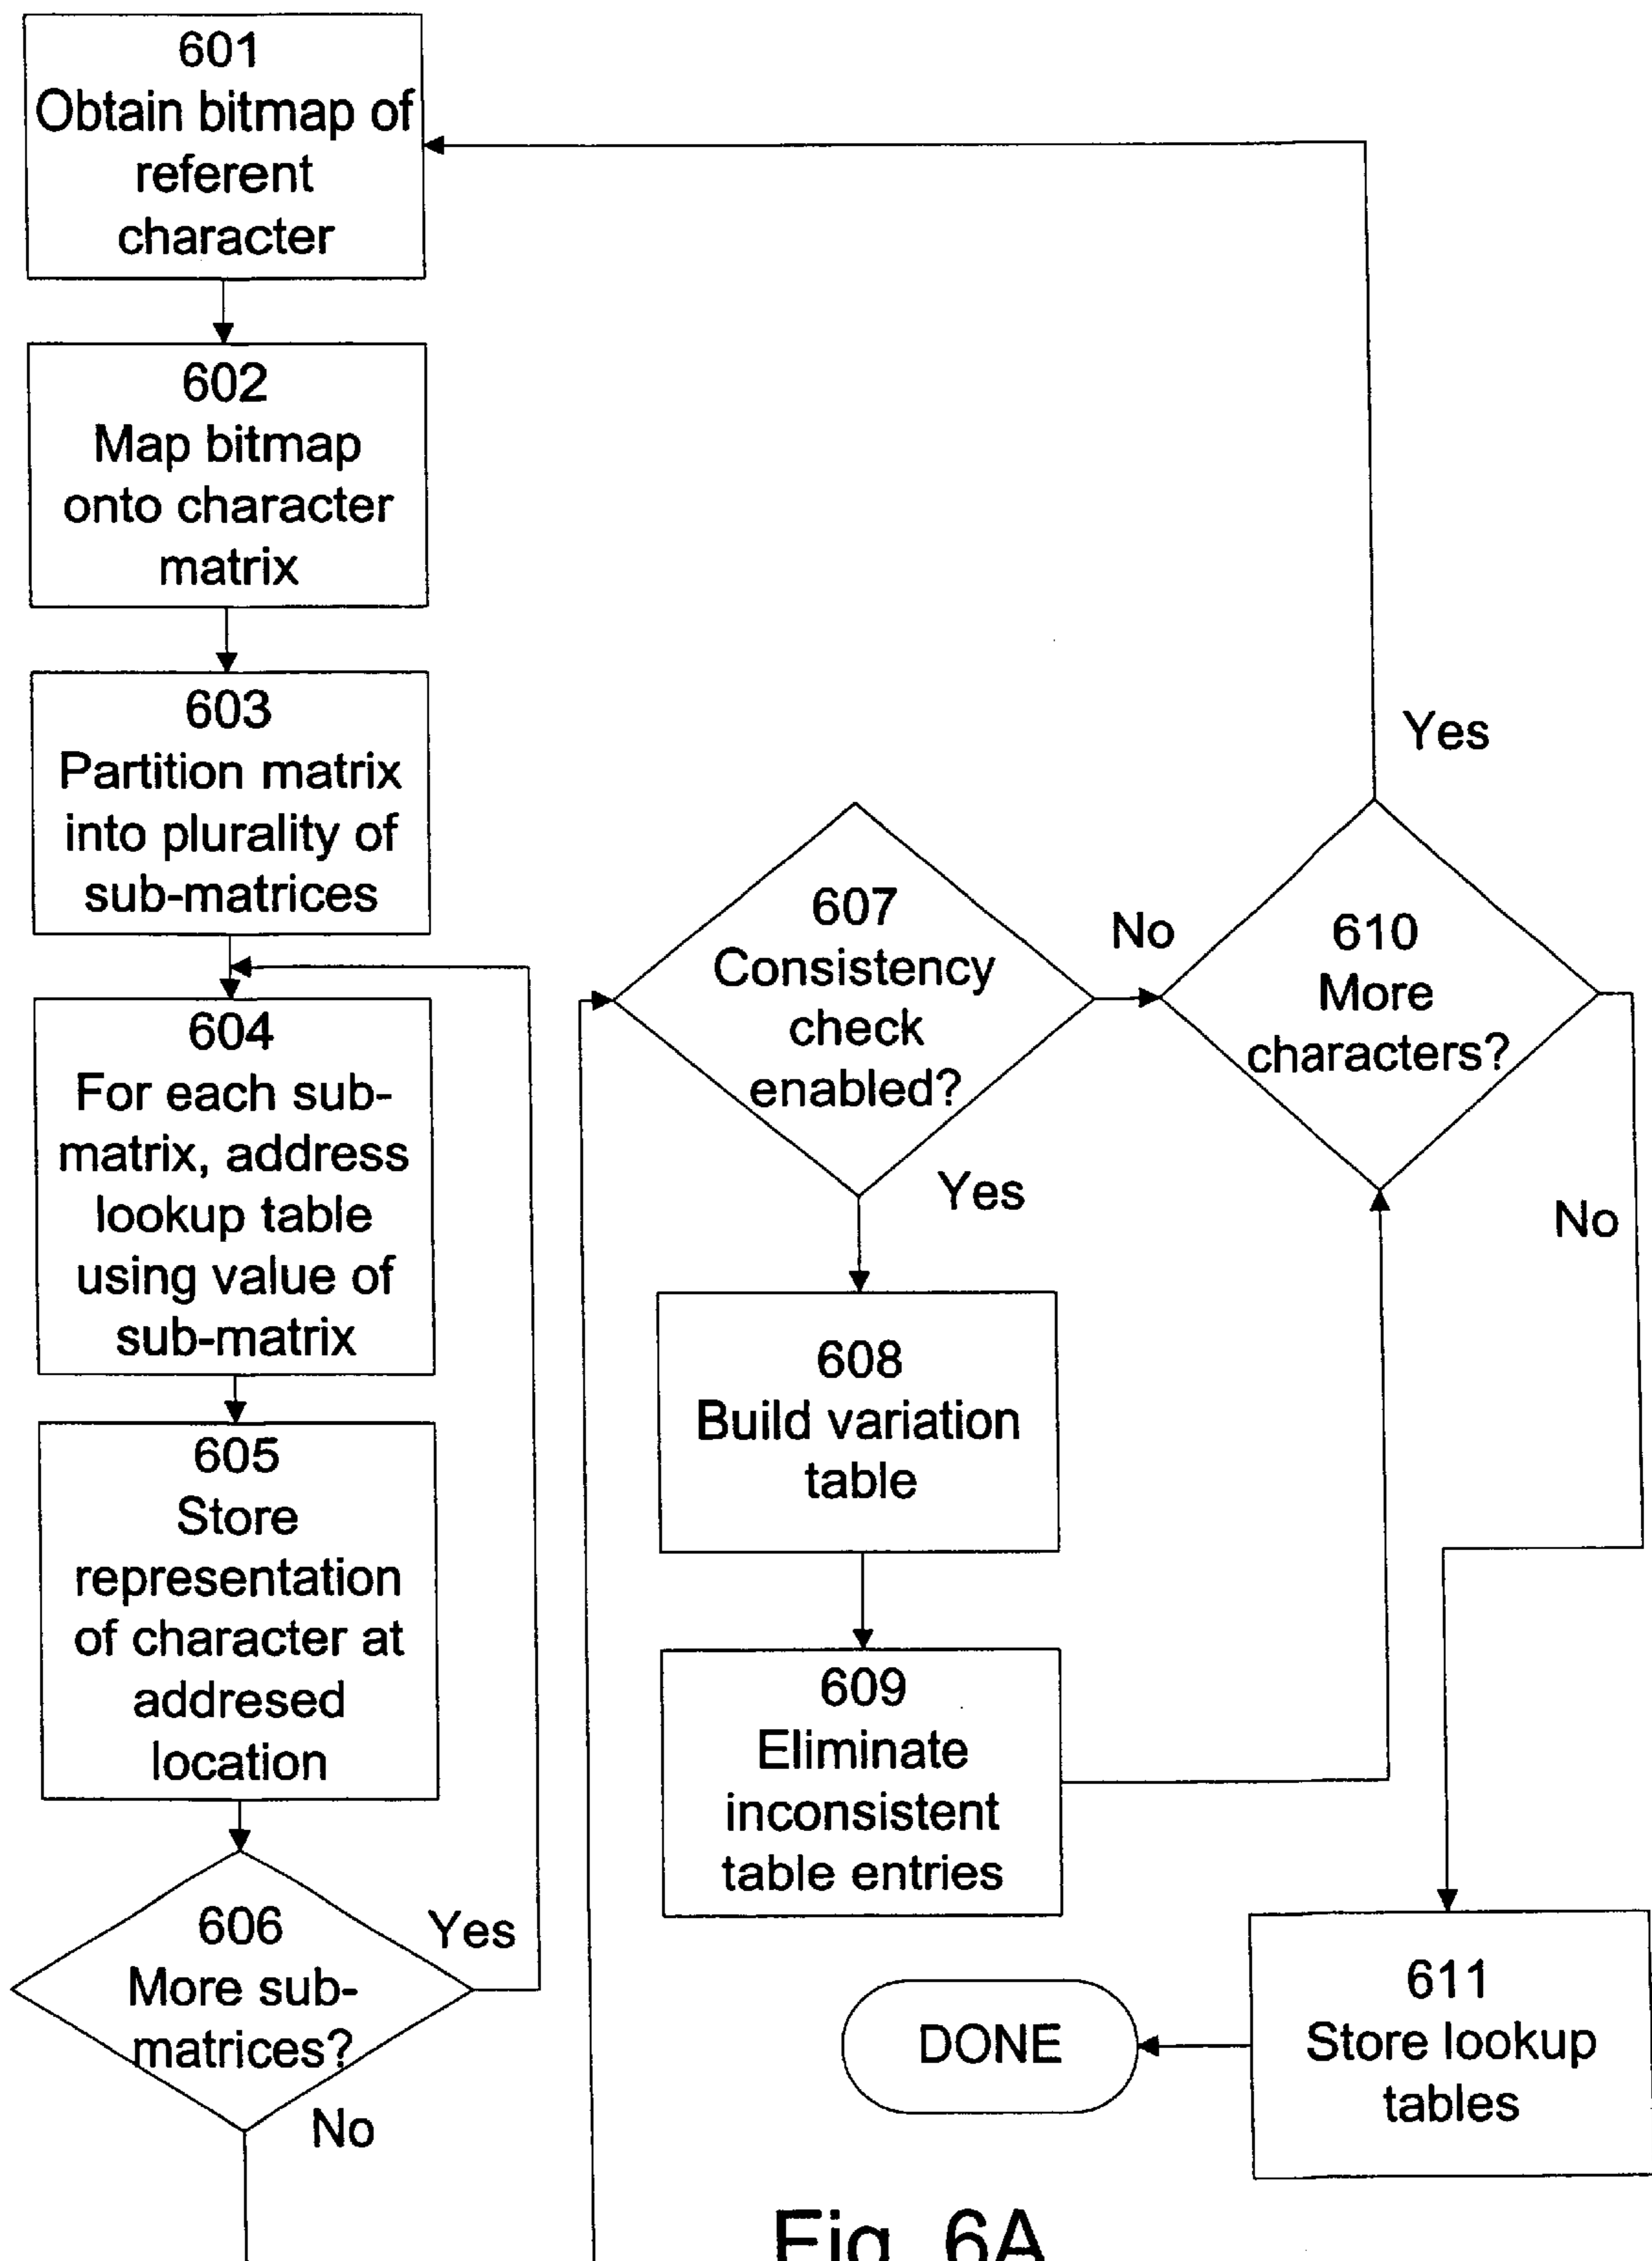 601
Obtain bitmap of
referent
character
602
Map bitmap
onto character
matrix
603
Partition matrix
into plurality of
sub-matrices
604
For each sub-
matrix, address
lookup table
using value of
sub-matrix
605
Store
representation
of character at
addresed
location
606
More sub-
matrices?
Yes
No
607
Consistency
check
enabled?
No
Yes
608
Build variation
table
609
Eliminate
inconsistent
table entries
610
More
characters?
Yes
No
611
Store lookup
tables
DONE
Fig. 6A